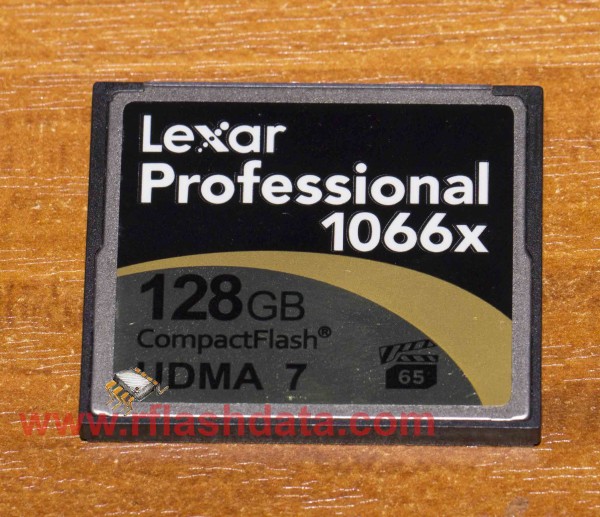 Lexar
Professional
1066x
128GB
CompactFlash®
UDMA 7
65
www.rflashdata.com